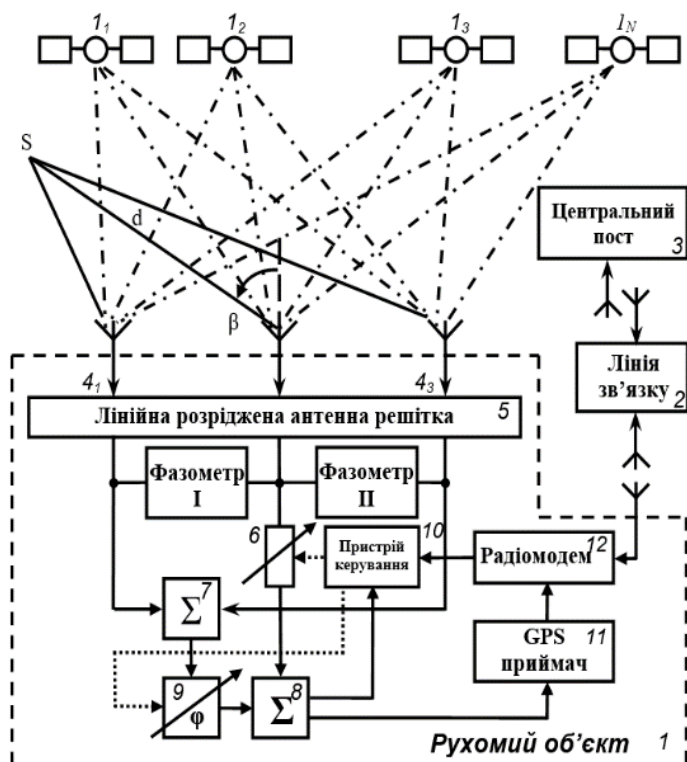 1₁ 1₂ 1₃ 1_N
S
Центральний
пост 3
d
β
4₁ 4₃
Лінія
зв’язку 2
Лінійна розріджена антенна решітка 5
Фазометр
I
Фазометр
II
6
10
Пристрій
керування
12
Радіомодем
Σ 7
GPS 11
приймач
9
φ
Σ 8
Рухомий об’єкт 1